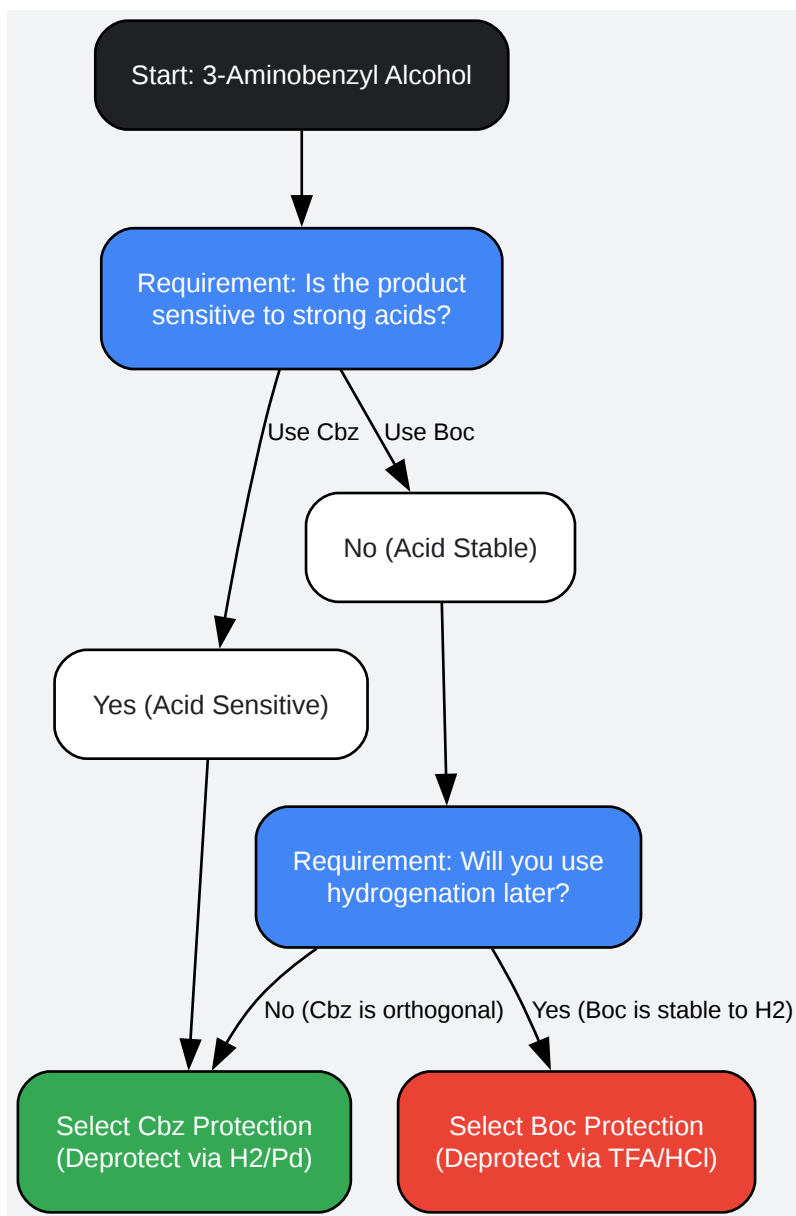 Start: 3-Aminobenzyl Alcohol
Requirement: Is the product
sensitive to strong acids?
Use Cbz
Use Boc
No (Acid Stable)
Yes (Acid Sensitive)
Requirement: Will you use
hydrogenation later?
No (Cbz is orthogonal)
Yes (Boc is stable to H2)
Select Cbz Protection
(Deprotect via H2/Pd)
Select Boc Protection
(Deprotect via TFA/HCl)